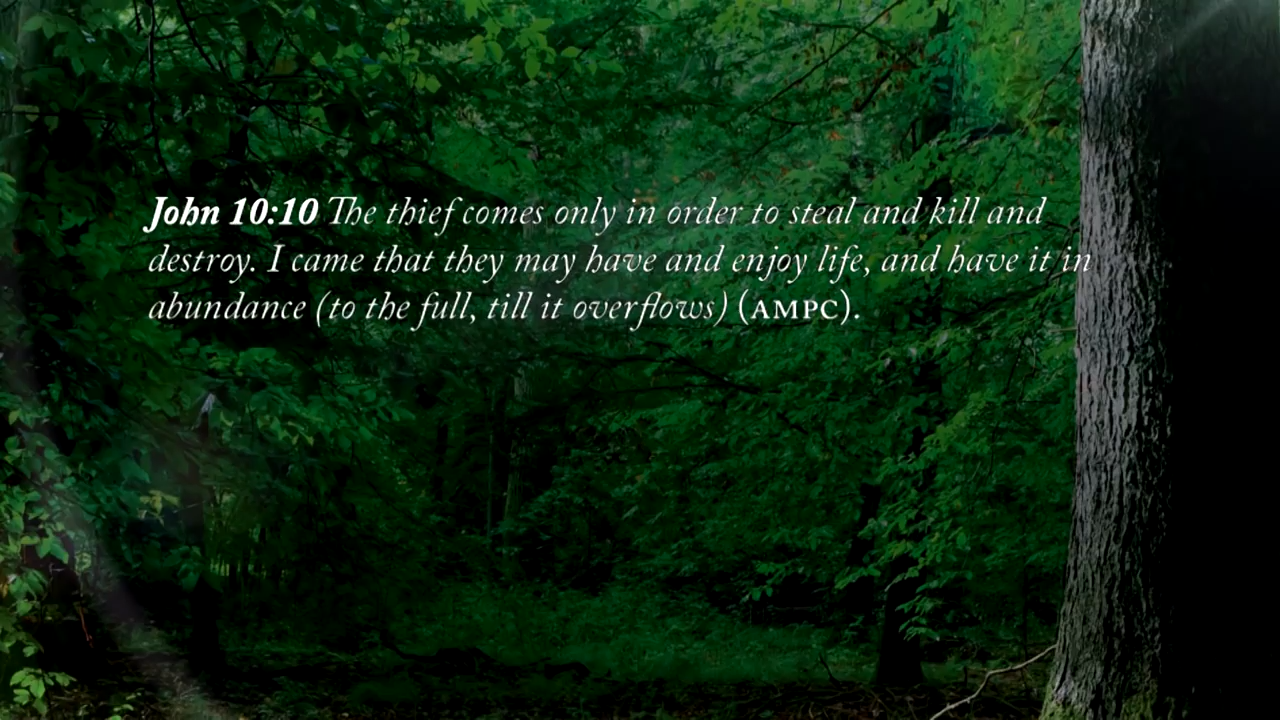 John 10:10 The thief comes only in order to steal and kill and
destroy. I came that they may have and enjoy life, and have it in
abundance (to the full, till it overflows) (AMPC).